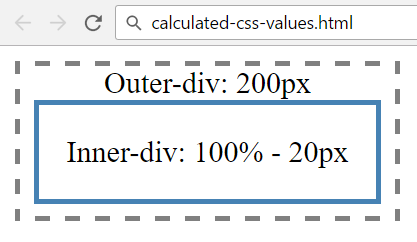 calculated-css-values.html
Outer-div: 200px
Inner-div: 100% - 20px